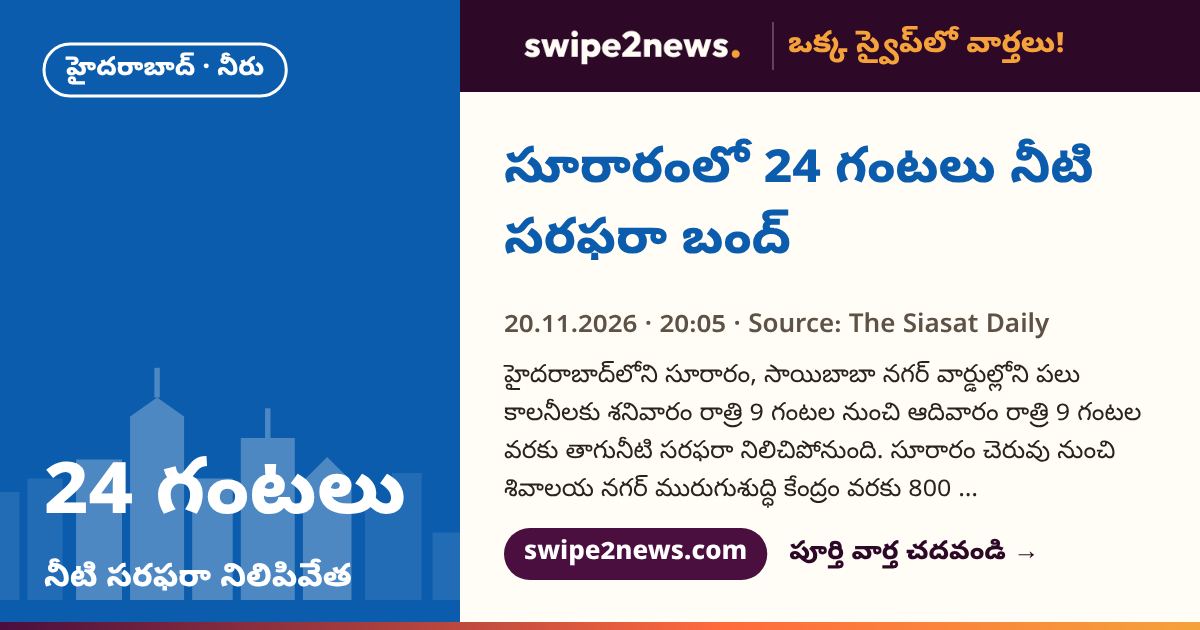 హైదరాబాద్ · నీరు
24 గంటలు
నీటి సరఫరా నిలిపివేత
swipe2news. ఒక్క స్వైప్‌లో వార్తలు!
సూరారంలో 24 గంటలు నీటి
సరఫరా బంద్
20.11.2026 · 20:05 · Source: The Siasat Daily
హైదరాబాద్‌లోని సూరారం, సాయిబాబా నగర్ వార్డుల్లోని పలు
కాలనీలకు శనివారం రాత్రి 9 గంటల నుంచి ఆదివారం రాత్రి 9 గంటల
వరకు తాగునీటి సరఫరా నిలిచిపోనుంది. సూరారం చెరువు నుంచి
శివాలయ నగర్ మురుగుశుద్ధి కేంద్రం వరకు 800 ...
swipe2news.com పూర్తి వార్త చదవండి →